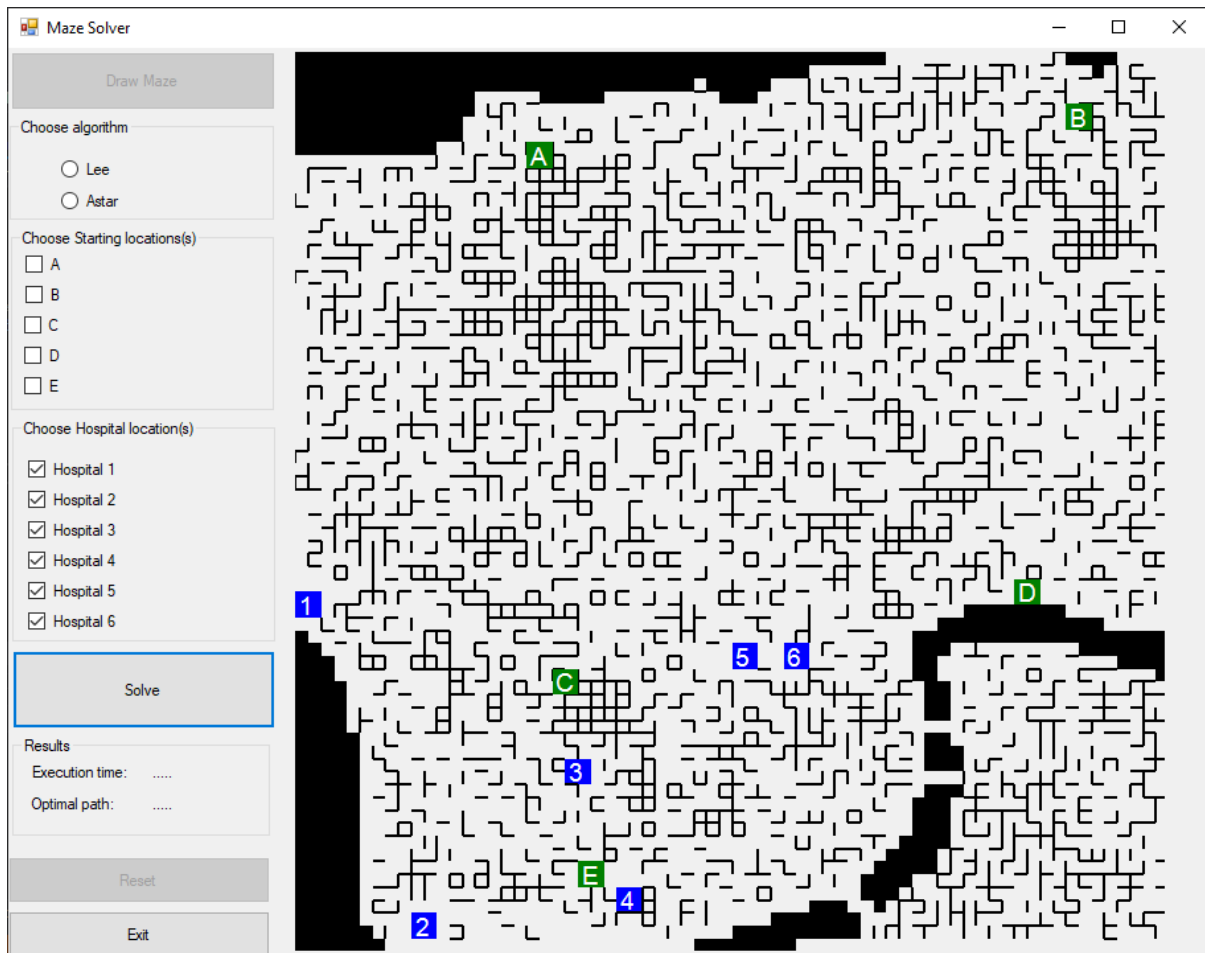 Maze Solver
Draw Maze
Choose algorithm
Lee
Astar
Choose Starting locations(s)
A
B
C
D
E
Choose Hospital location(s)
Hospital 1
Hospital 2
Hospital 3
Hospital 4
Hospital 5
Hospital 6
Solve
Results
Execution time: .....
Optimal path: .....
Reset
Exit
B
A
D
1
5 6
C
3
E
4
2